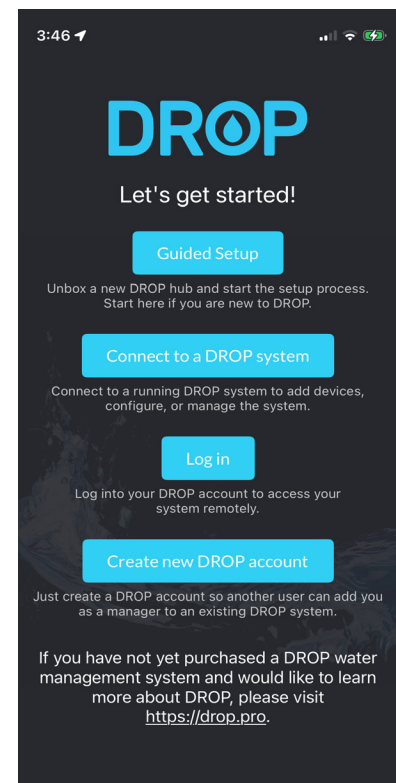 3:46
DROP
Let's get started!
Guided Setup
Unbox a new DROP hub and start the setup process.
Start here if you are new to DROP.
Connect to a DROP system
Connect to a running DROP system to add devices,
configure, or manage the system.
Log in
Log into your DROP account to access your
system remotely.
Create new DROP account
Just create a DROP account so another user can add you
as a manager to an existing DROP system.
If you have not yet purchased a DROP water
management system and would like to learn
more about DROP, please visit
https://drop.pro.